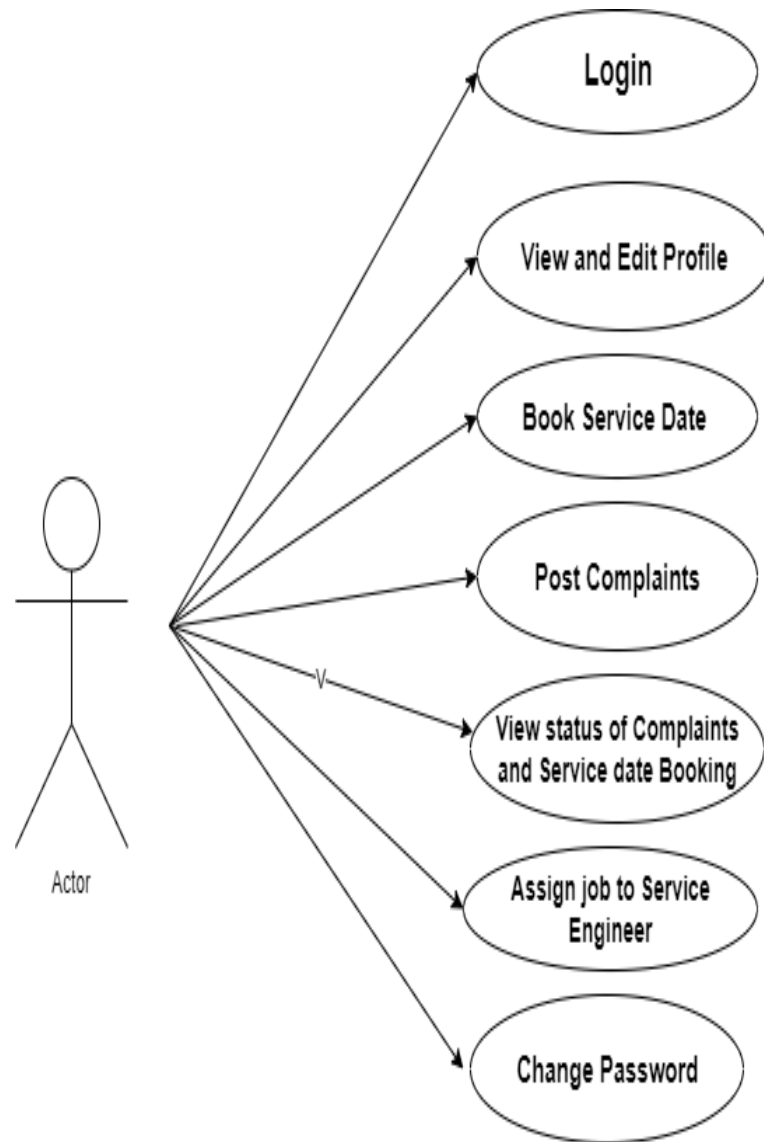 Login
View and Edit Profile
Book Service Date
Post Complaints
V
View status of Complaints
and Service date Booking
Actor
Assign job to Service
Engineer
Change Password